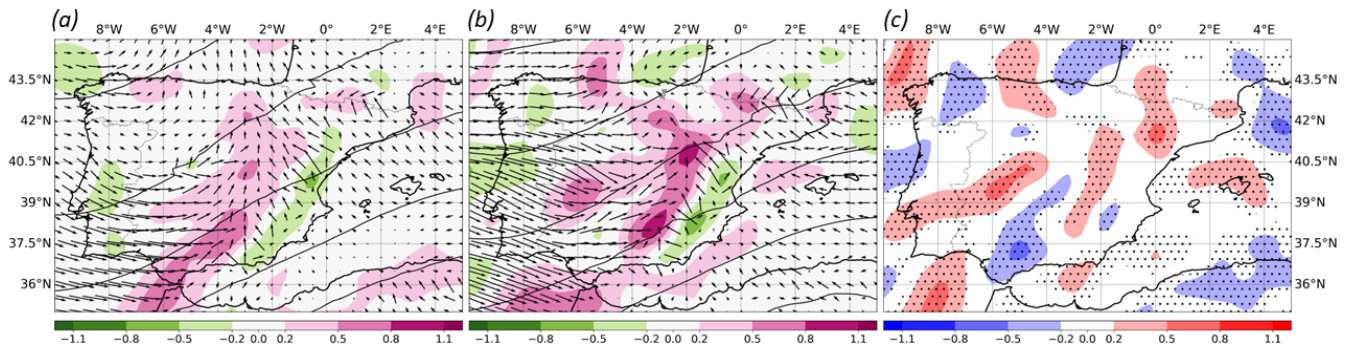 (a) (b) (c)
8°W 6°W 4°W 2°W 0° 2°E 4°E 8°W 6°W 4°W 2°W 0° 2°E 4°E 8°W 6°W 4°W 2°W 0° 2°E 4°E
43.5°N 43.5°N
42°N 42°N
40.5°N 40.5°N
39°N 39°N
37.5°N 37.5°N
36°N 36°N
−1.1 −0.8 −0.5 −0.2 0.0 0.2 0.5 0.8 1.1 −1.1 −0.8 −0.5 −0.2 0.0 0.2 0.5 0.8 1.1 −1.1 −0.8 −0.5 −0.2 0.0 0.2 0.5 0.8 1.1